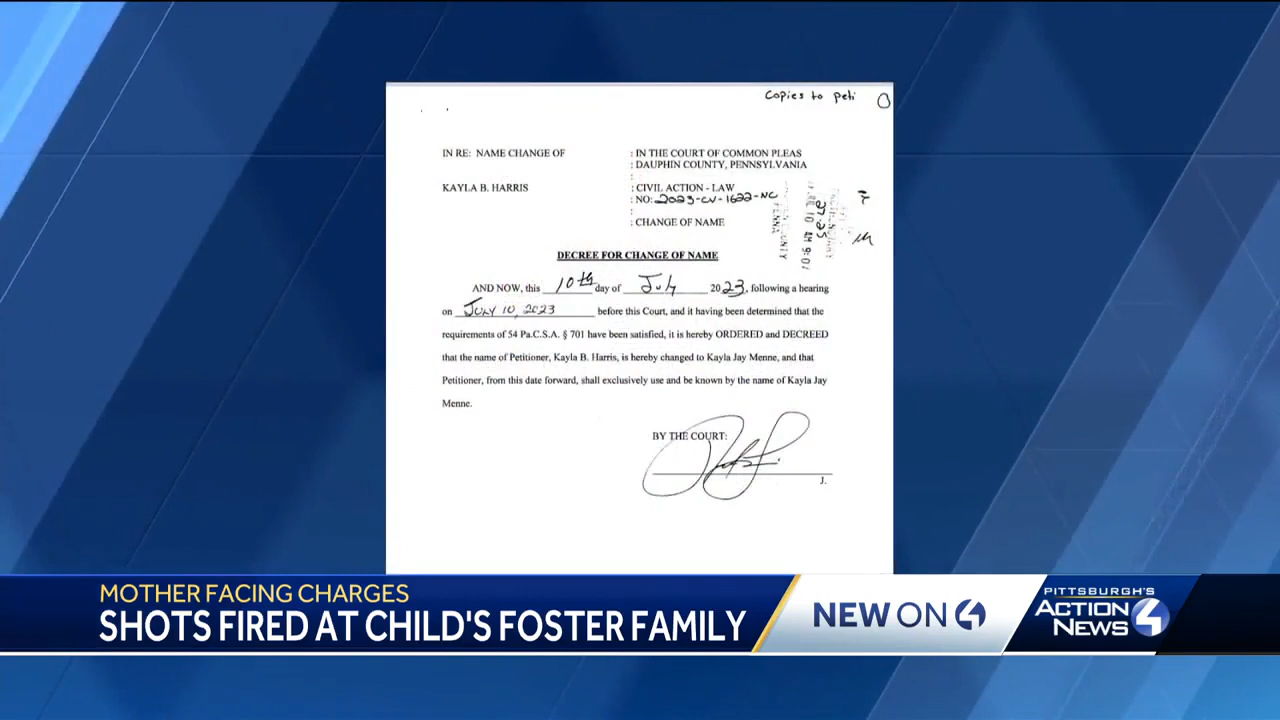 Copies to peti
IN RE: NAME CHANGE OF
: IN THE COURT OF COMMON PLEAS
: DAUPHIN COUNTY, PENNSYLVANIA
:
KAYLA B. HARRIS
: CIVIL ACTION - LAW
: NO: 2023-CV-1622-NC
:
: CHANGE OF NAME
DECREE FOR CHANGE OF NAME
AND NOW, this 10th day of July 2023, following a hearing
on JULY 10, 2023 before this Court, and it having been determined that the
requirements of 54 Pa.C.S.A. § 701 have been satisfied, it is hereby ORDERED and DECREED
that the name of Petitioner, Kayla B. Harris, is hereby changed to Kayla Jay Menne, and that
Petitioner, from this date forward, shall exclusively use and be known by the name of Kayla Jay
Menne.
BY THE COURT:
J.
MOTHER FACING CHARGES
SHOTS FIRED AT CHILD'S FOSTER FAMILY
NEW ON 4
PITTSBURGH'S
ACTION
NEWS 4